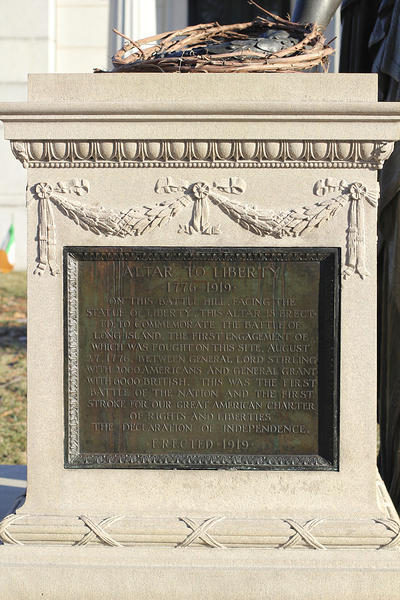 ALTAR TO LIBERTY
1776-1919
ON THIS BATTLE HILL, FACING THE
STATUE OF LIBERTY, THIS ALTAR IS ERECT-
ED TO COMMEMORATE THE BATTLE OF
LONG ISLAND, THE FIRST ENGAGEMENT OF
WHICH WAS FOUGHT ON THIS SITE, AUGUST
27, 1776, BETWEEN GENERAL LORD STIRLING
WITH 2000 AMERICANS AND GENERAL GRANT
WITH 6000 BRITISH. THIS WAS THE FIRST
BATTLE OF THE NATION AND THE FIRST
STROKE FOR OUR GREAT AMERICAN CHARTER
OF RIGHTS AND LIBERTIES
THE DECLARATION OF INDEPENDENCE.
ERECTED-1919-